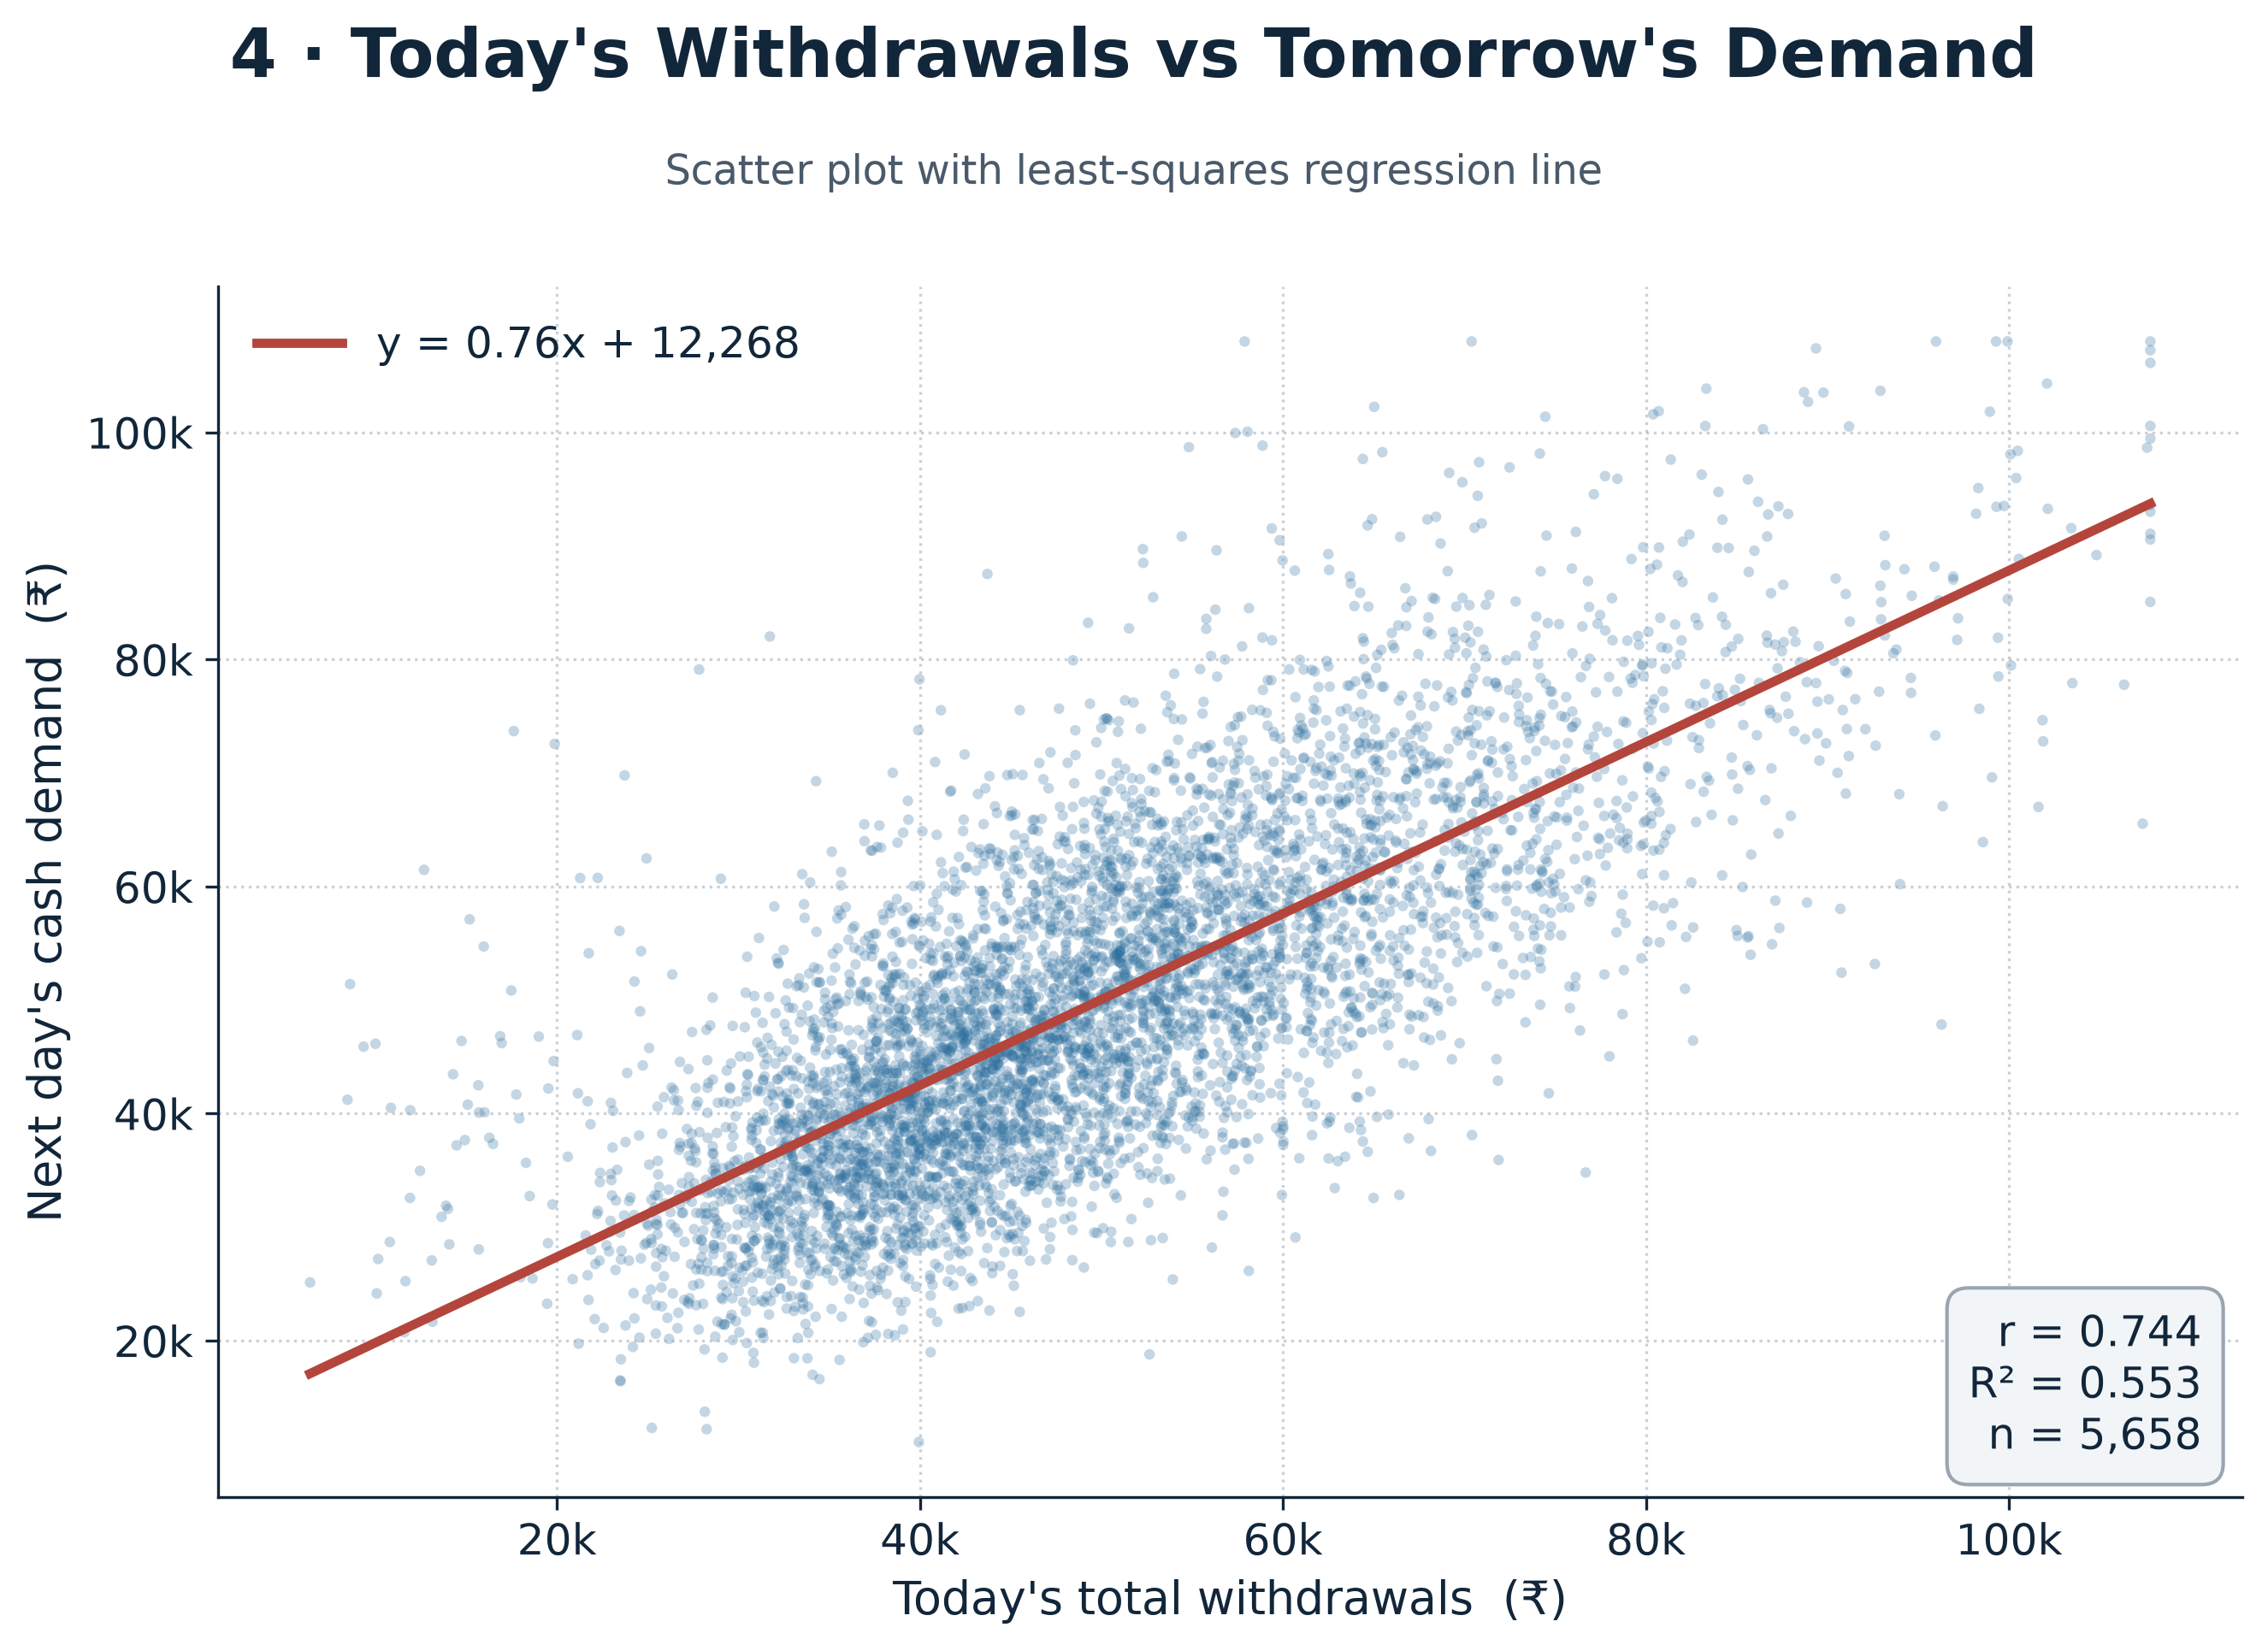 4 · Today's Withdrawals vs Tomorrow's Demand
Scatter plot with least-squares regression line
y = 0.76x + 12,268
Next day's cash demand (₹)
100k
80k
60k
40k
20k
r = 0.744
R² = 0.553
n = 5,658
20k
40k
60k
80k
100k
Today's total withdrawals (₹)